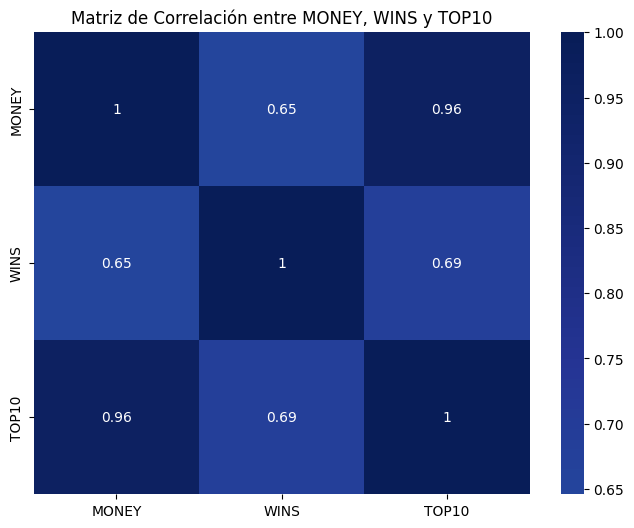 Matriz de Correlación entre MONEY, WINS y TOP10
MONEY 1 0.65 0.96
WINS 0.65 1 0.69
TOP10 0.96 0.69 1
MONEY WINS TOP10
1.00
0.95
0.90
0.85
0.80
0.75
0.70
0.65